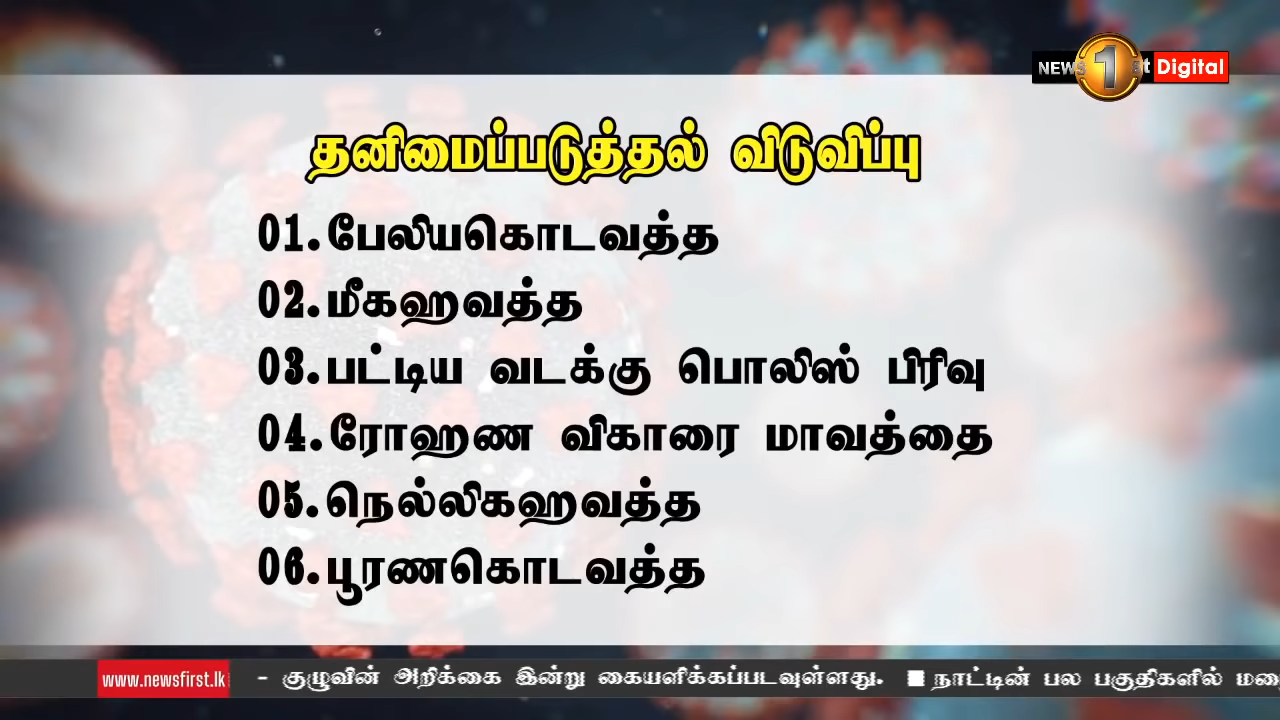 NEWS 1st Digital
தனிமைப்படுத்தல் விடுவிப்பு
01.பேலியகொடவத்த
02.மீகஹவத்த
03.பட்டிய வடக்கு பொலிஸ் பிரிவு
04.ரோஹண விகாரை மாவத்தை
05.நெல்லிகஹவத்த
06.பூரணகொடவத்த
www.newsfirst.lk - குழுவின் அறிக்கை இன்று கையளிக்கப்படவுள்ளது. ■ நாட்டின் பல பகுதிகளில்